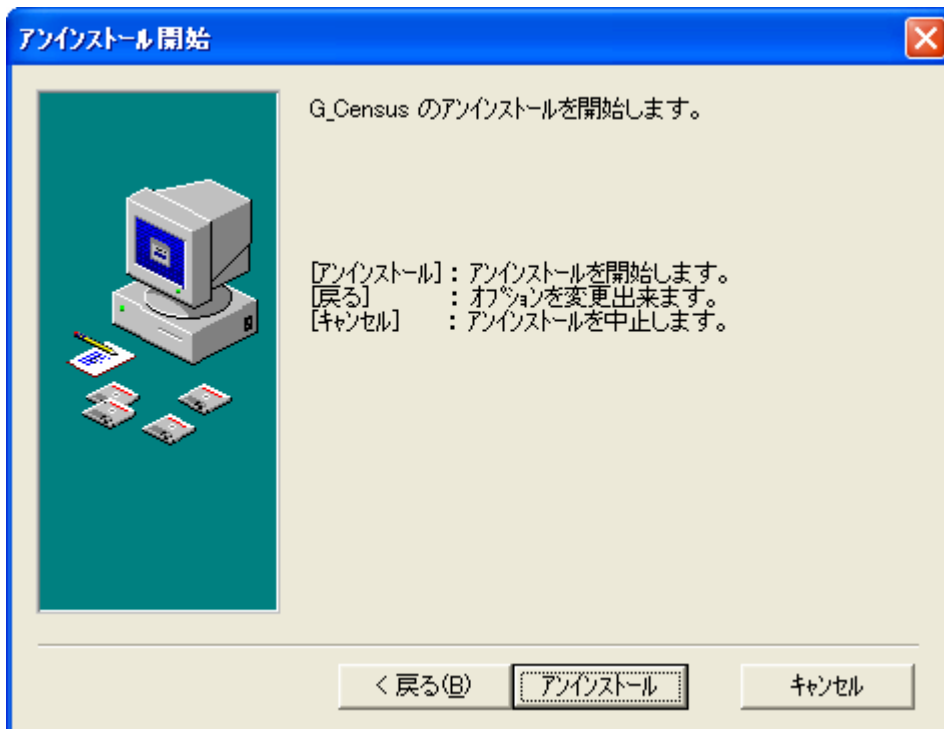 アンインストール開始
G_Census のアンインストールを開始します。
[アンインストール] : アンインストールを開始します。
[戻る] : オプションを変更出来ます。
[キャンセル] : アンインストールを中止します。
< 戻る(B)
アンインストール
キャンセル